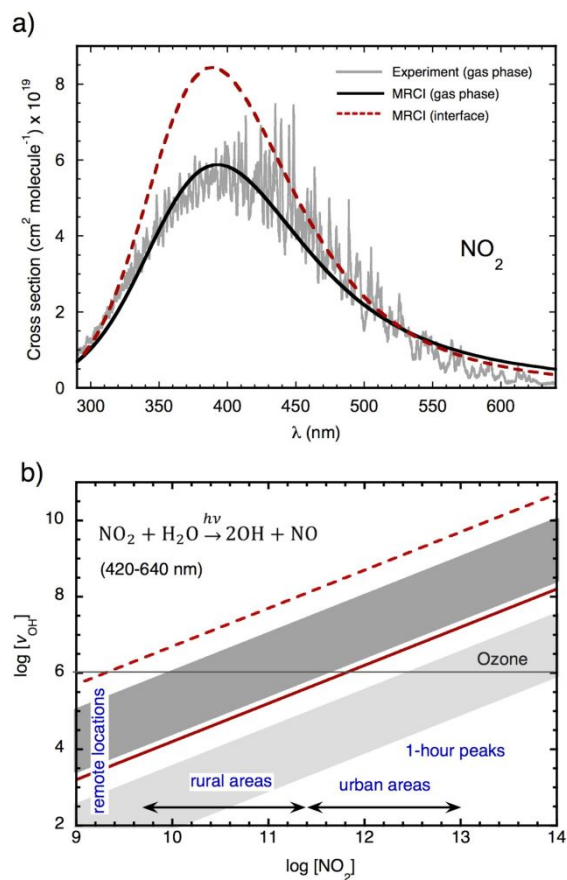 a)
Cross section (cm² molecule⁻¹) x 10¹⁹
8
6
4
2
0
Experiment (gas phase)
MRCI (gas phase)
MRCI (interface)
NO₂
300 350 400 450 500 550 600
λ (nm)
b)
log [v_OH]
10
8
6
4
2
NO₂ + H₂O →hν 2OH + NO
(420-640 nm)
Ozone
remote locations
1-hour peaks
rural areas
urban areas
9 10 11 12 13 14
log [NO₂]